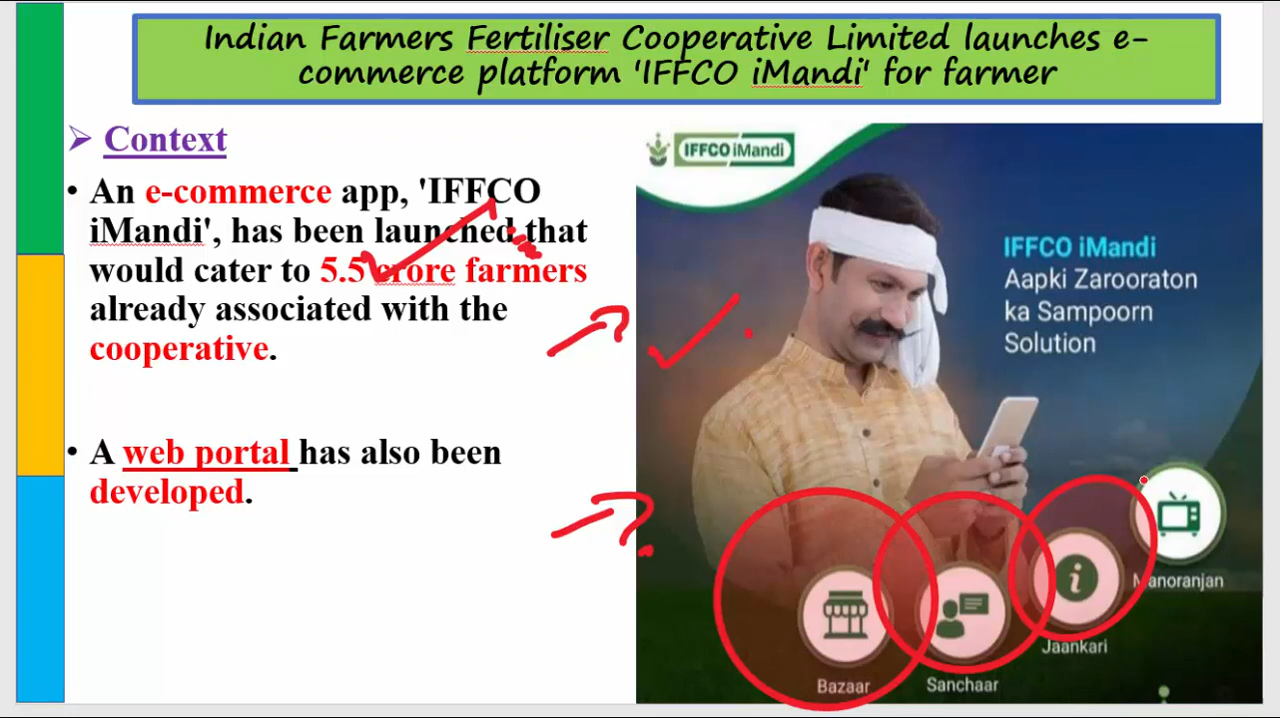 Indian Farmers Fertiliser Cooperative Limited launches e-
commerce platform 'IFFCO iMandi' for farmer
➤ Context
• An e-commerce app, 'IFFCO
iMandi', has been launched that
would cater to 5.5 crore farmers
already associated with the
cooperative.
• A web portal has also been
developed.
IFFCO iMandi
IFFCO iMandi
Aapki Zarooraton
ka Sampoorn
Solution
Manoranjan
Jaankari
Sanchaar
Bazaar